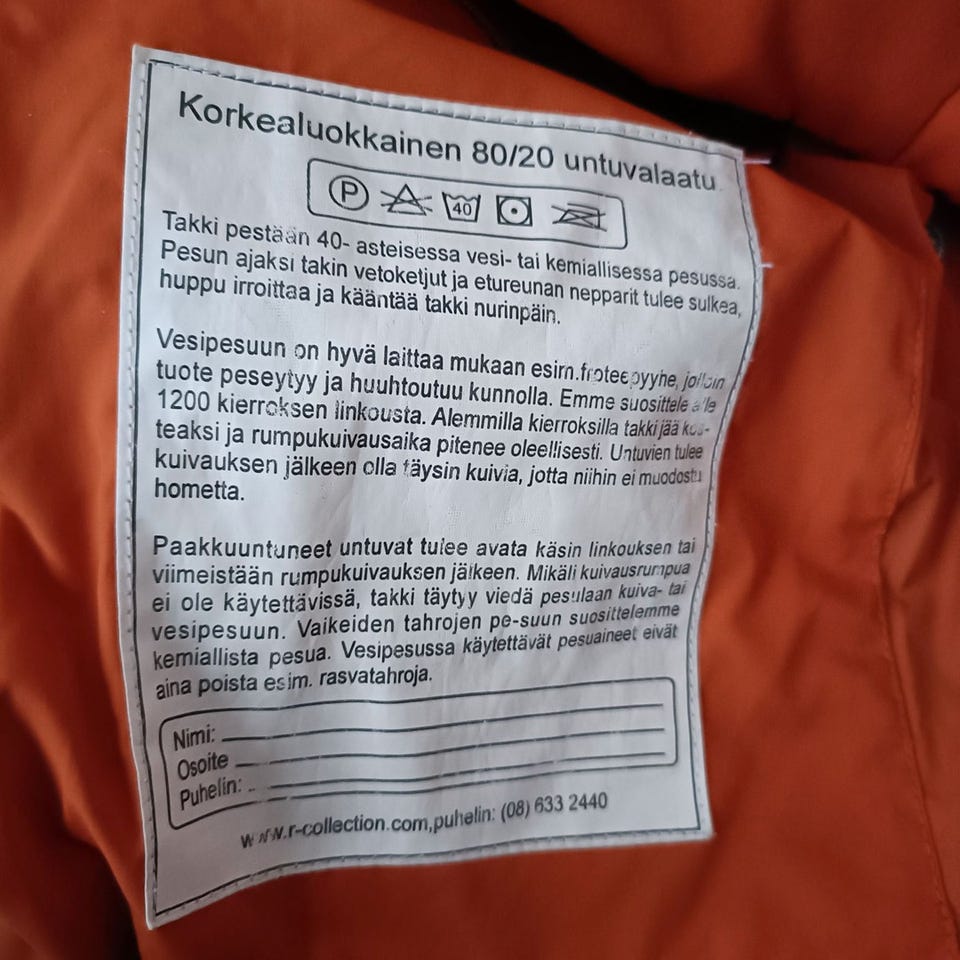 Korkealuokkainen 80/20 untuvalaatu
P 40
Takki pestään 40- asteisessa vesi- tai kemiallisessa pesussa.
Pesun ajaksi takin vetoketjut ja etureunan nepparit tulee sulkea,
huppu irroittaa ja kääntää takki nurinpäin.
Vesipesuun on hyvä laittaa mukaan esim.froteepyyhe, jolloin
tuote peseytyy ja huuhtoutuu kunnolla. Emme suosittele alle
1200 kierroksen linkousta. Alemmilla kierroksilla takki jää kos-
teaksi ja rumpukuivausaika pitenee oleellisesti. Untuvien tulee
kuivauksen jälkeen olla täysin kuivia, jotta niihin ei muodostu
hometta.
Paakkuuntuneet untuvat tulee avata käsin linkouksen tai
viimeistään rumpukuivauksen jälkeen. Mikäli kuivausrumpua
ei ole käytettävissä, takki täytyy viedä pesulaan kuiva- tai
vesipesuun. Vaikeiden tahrojen pe-suun suosittelemme
kemiallista pesua. Vesipesussa käytettävät pesuaineet eivät
aina poista esim. rasvatahroja.
Nimi:
Osoite
Puhelin:
www.r-collection.com,puhelin: (08) 633 2440